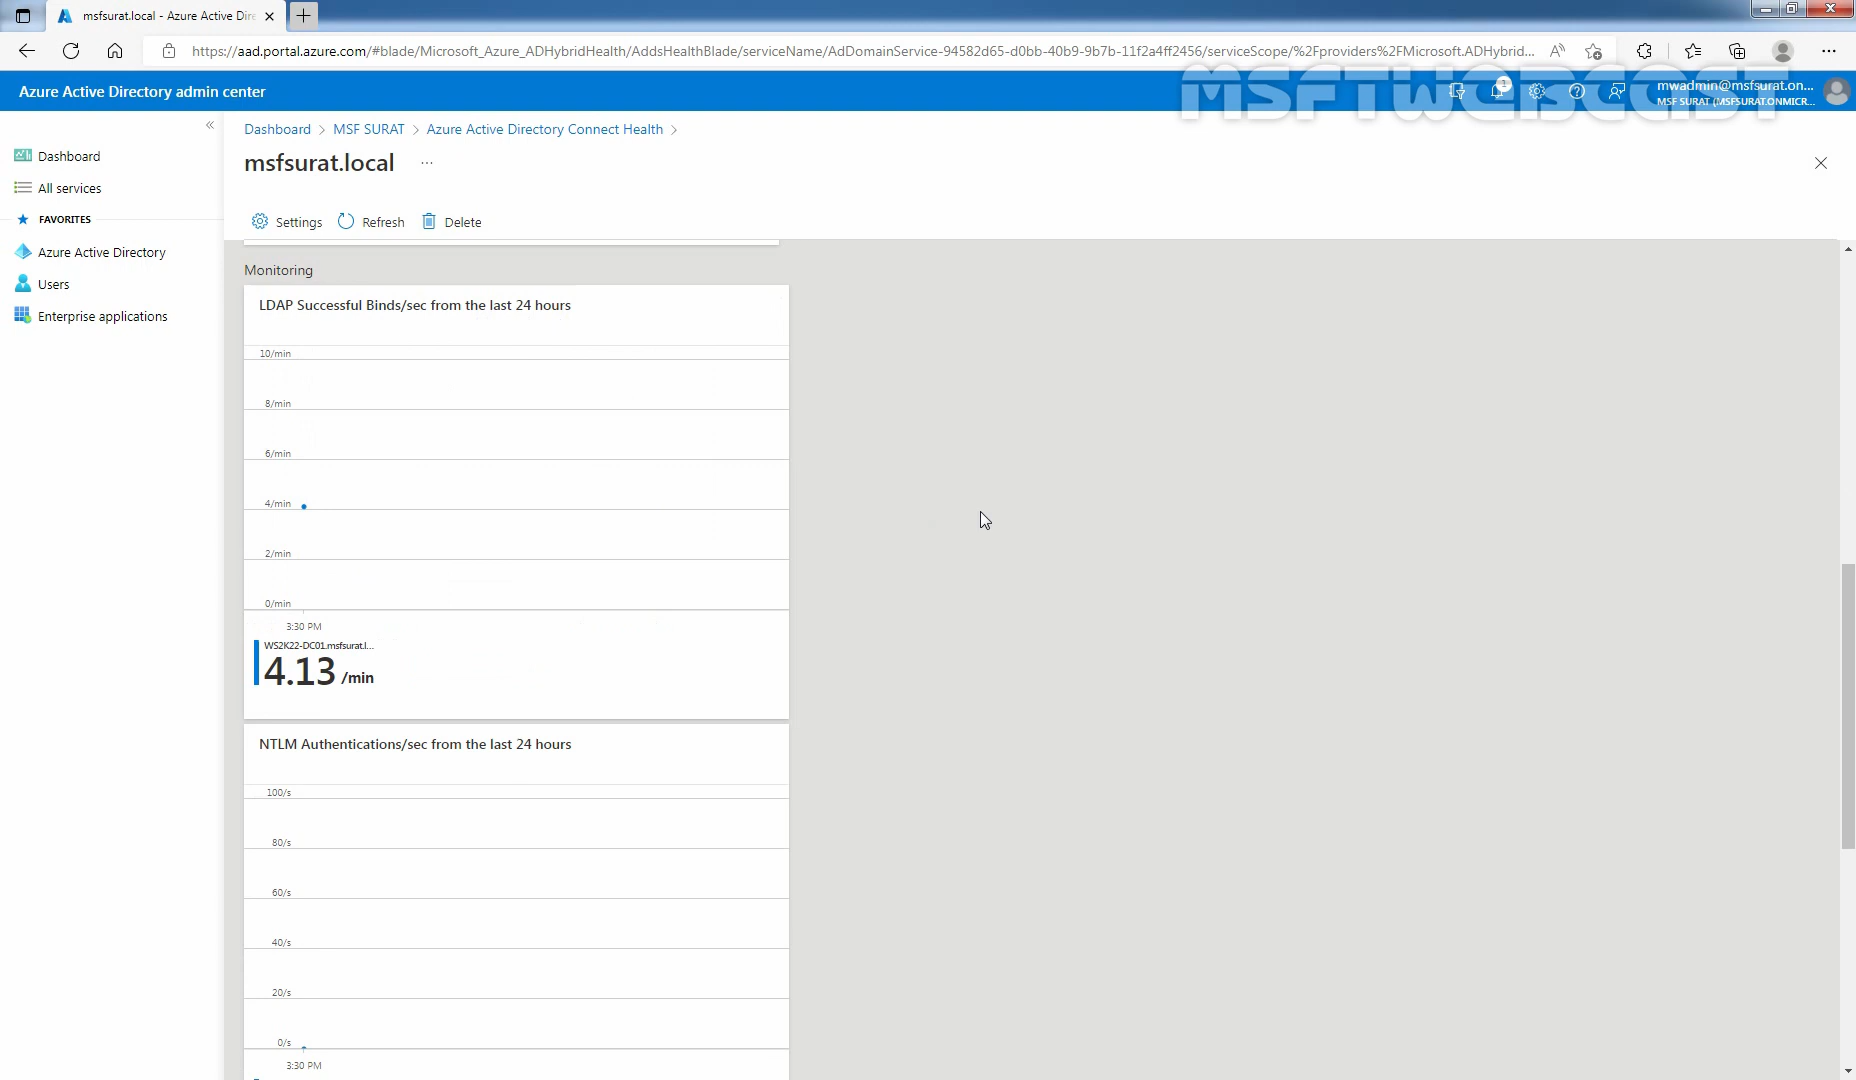 msfsurat.local - Azure Active Dire
https://aad.portal.azure.com/#blade/Microsoft_Azure_ADHybridHealth/AddsHealthBlade/serviceName/AdDomainService-94582d65-d0bb-40b9-9b7b-11f2a4ff2456/serviceScope/%2Fproviders%2FMicrosoft.ADHybrid...
MSFTWEBCAST
Azure Active Directory admin center
1
mwadmin@msfsurat.on...
MSF SURAT (MSFSURAT.ONMICR...
Dashboard > MSF SURAT > Azure Active Directory Connect Health >
msfsurat.local ...
Dashboard
All services
FAVORITES
Azure Active Directory
Users
Enterprise applications
Settings Refresh Delete
Monitoring
LDAP Successful Binds/sec from the last 24 hours
10/min
8/min
6/min
4/min
2/min
0/min
3:30 PM
WS2K22-DC01.msfsurat.l...
4.13 /min
NTLM Authentications/sec from the last 24 hours
100/s
80/s
60/s
40/s
20/s
0/s
3:30 PM